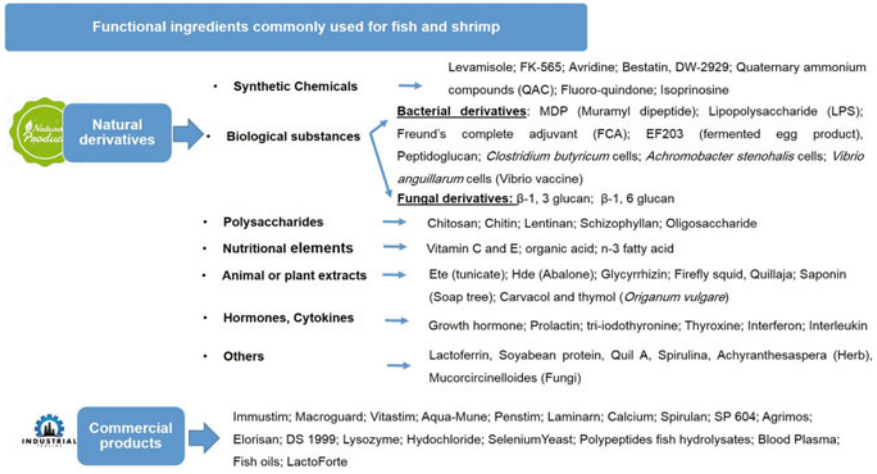 Functional ingredients commonly used for fish and shrimp
Levamisole; FK-565; Avridine; Bestatin, DW-2929; Quaternary ammonium
• Synthetic Chemicals
compounds (QAC); Fluoro-quindone; Isoprinosine
Bacterial derivatives: MDP (Muramyl dipeptide); Lipopolysaccharide (LPS);
Natural
Product
Natural
derivatives
• Biological substances
Freund's complete adjuvant (FCA); EF203 (fermented egg product),
Peptidoglucan; Clostridium butyricum cells; Achromobacter stenohalis cells; Vibrio
anguillarum cells (Vibrio vaccine)
Fungal derivatives: β-1, 3 glucan; β-1, 6 glucan
• Polysaccharides
Chitosan; Chitin; Lentinan; Schizophyllan; Oligosaccharide
• Nutritional elements
Vitamin C and E; organic acid; n-3 fatty acid
• Animal or plant extracts
Ete (tunicate); Hde (Abalone); Glycyrrhizin; Firefly squid, Quillaja; Saponin
(Soap tree); Carvacol and thymol (Origanum vulgare)
• Hormones, Cytokines
Growth hormone; Prolactin; tri-iodothyronine; Thyroxine; Interferon; Interleukin
• Others
Lactoferrin, Soyabean protein, Quil A, Spirulina, Achyranthesaspera (Herb),
Mucorcircinelloides (Fungi)
INDUSTRIAL
Commercial
products
Immustim; Macroguard; Vitastim; Aqua-Mune; Penstim; Laminarn; Calcium; Spirulan; SP 604; Agrimos;
Elorisan; DS 1999; Lysozyme; Hydochloride; SeleniumYeast; Polypeptides fish hydrolysates; Blood Plasma;
Fish oils; LactoForte